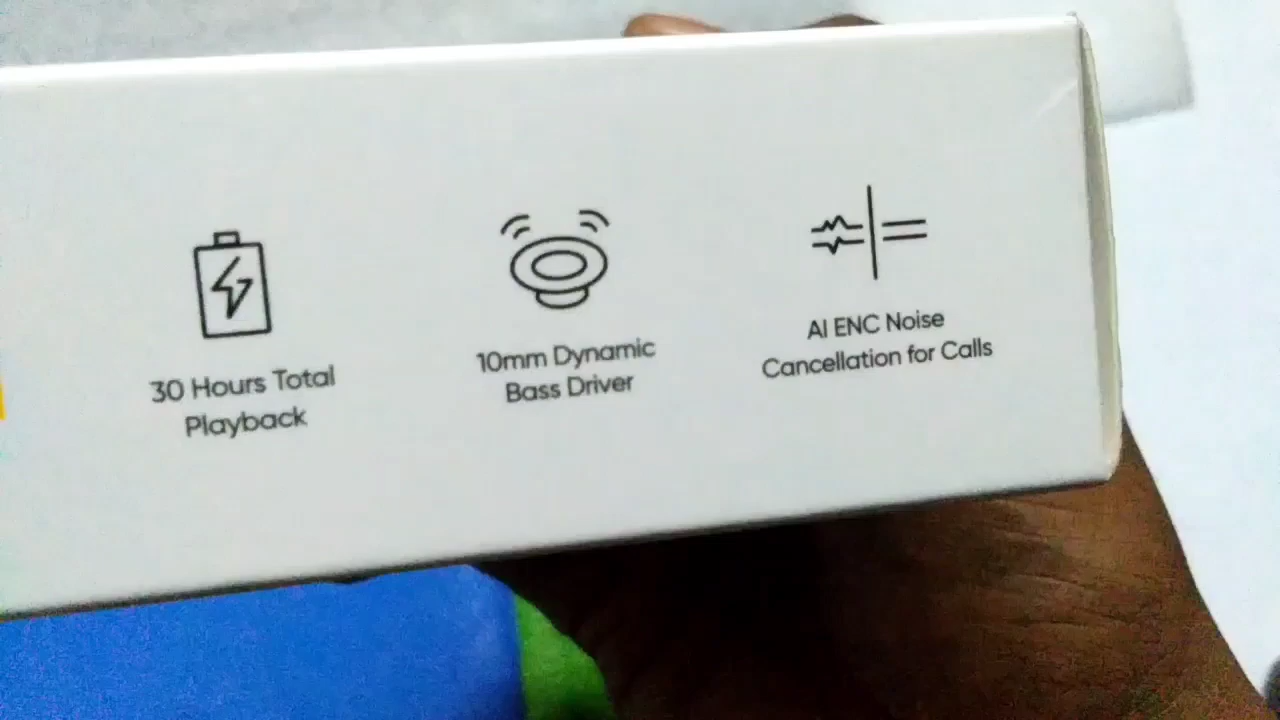 30 Hours Total
Playback
10mm Dynamic
Bass Driver
AI ENC Noise
Cancellation for Calls